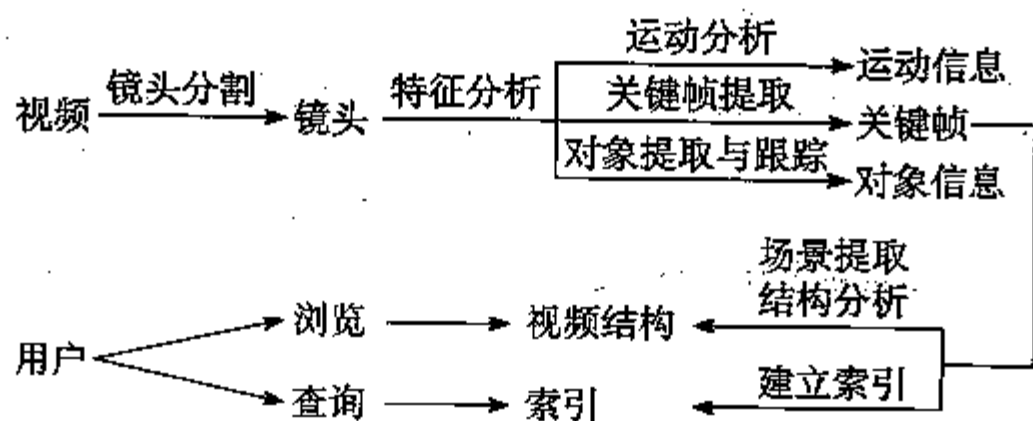 运动分析
运动信息
视频 镜头分割 镜头 特征分析 关键帧提取 关键帧
对象提取与跟踪
对象信息
场景提取
结构分析
浏览 视频结构
用户
建立索引
查询 索引